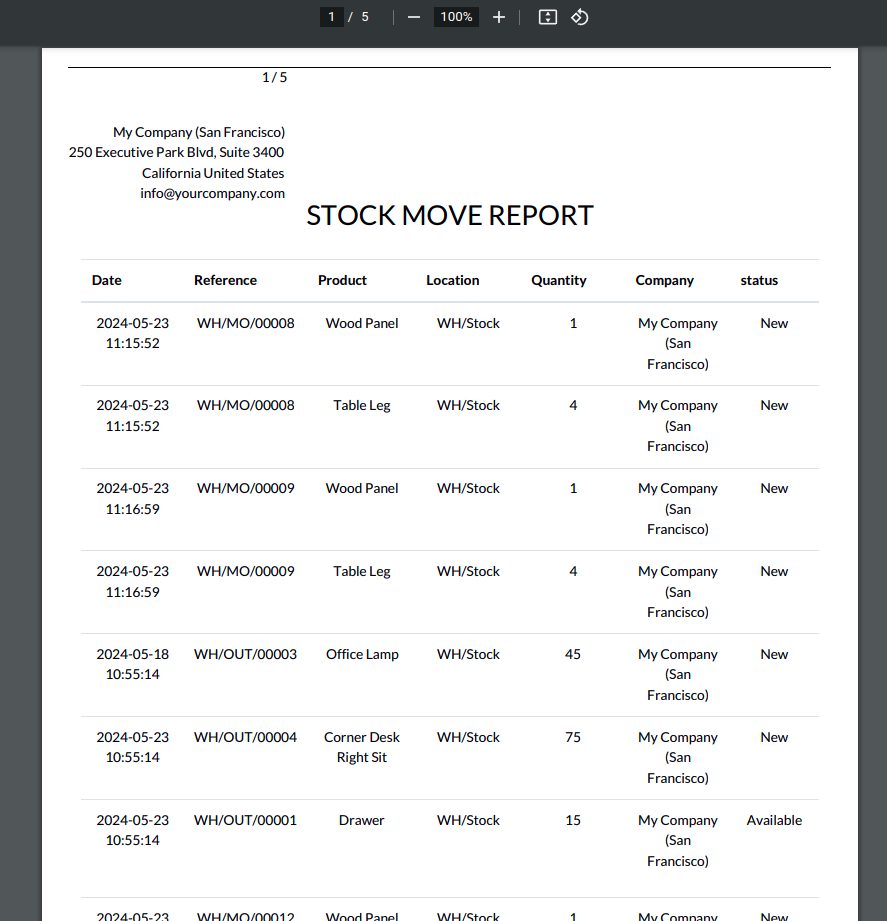 1 / 5 100%
1 / 5
My Company (San Francisco)
250 Executive Park Blvd, Suite 3400
California United States
info@yourcompany.com
STOCK MOVE REPORT
Date Reference Product Location Quantity Company status
2024-05-23 WH/MO/00008 Wood Panel WH/Stock 1 My Company New
11:15:52 (San
Francisco)
2024-05-23 WH/MO/00008 Table Leg WH/Stock 4 My Company New
11:15:52 (San
Francisco)
2024-05-23 WH/MO/00009 Wood Panel WH/Stock 1 My Company New
11:16:59 (San
Francisco)
2024-05-23 WH/MO/00009 Table Leg WH/Stock 4 My Company New
11:16:59 (San
Francisco)
2024-05-18 WH/OUT/00003 Office Lamp WH/Stock 45 My Company New
10:55:14 (San
Francisco)
2024-05-23 WH/OUT/00004 Corner Desk WH/Stock 75 My Company New
10:55:14 Right Sit (San
Francisco)
2024-05-23 WH/OUT/00001 Drawer WH/Stock 15 My Company Available
10:55:14 (San
Francisco)
2024-05-23 WH/MO/00012 Wood Panel WH/Stock 1 My Company New